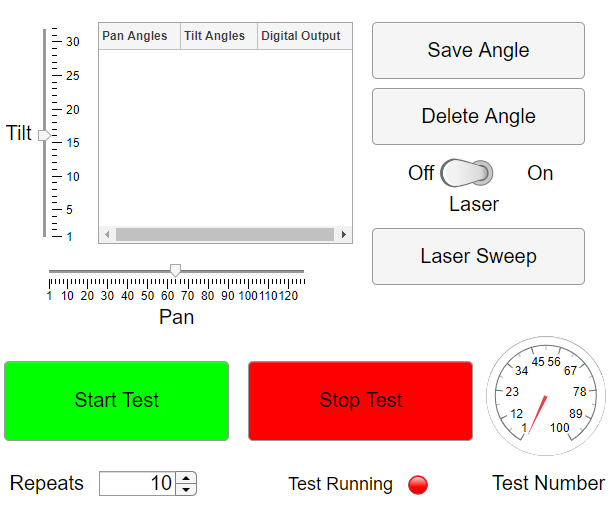 Pan Angles Tilt Angles Digital Output
30
25
20
15
10
5
1
Tilt
Save Angle
Delete Angle
Off On
Laser
Laser Sweep
1 10 20 30 40 50 60 70 80 90 100 110 120
Pan
Start Test
Stop Test
1 12 23 34 45 56 67 78 89 100
Repeats 10
Test Running
Test Number